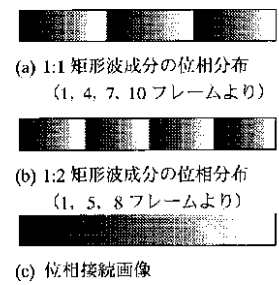 (a) 1:1 矩形波成分の位相分布
（1, 4, 7, 10 フレームより）
(b) 1:2 矩形波成分の位相分布
（1, 5, 8 フレームより）
(c) 位相接続画像